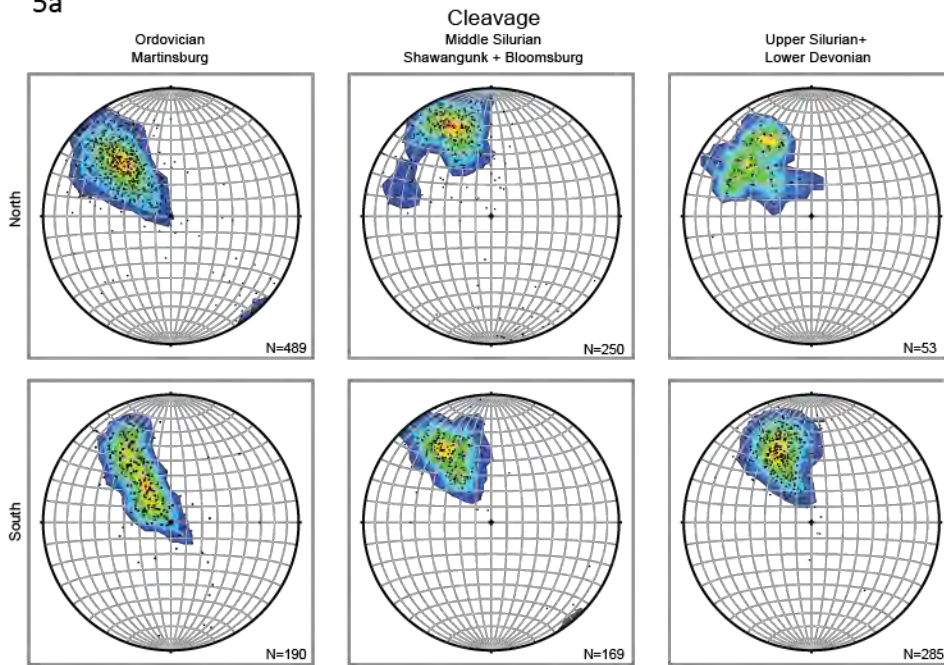 5a
Cleavage
Ordovician
Martinsburg
Middle Silurian
Shawangunk + Bloomsburg
Upper Silurian+
Lower Devonian
North
N=489
N=250
N=53
South
N=190
N=169
N=285